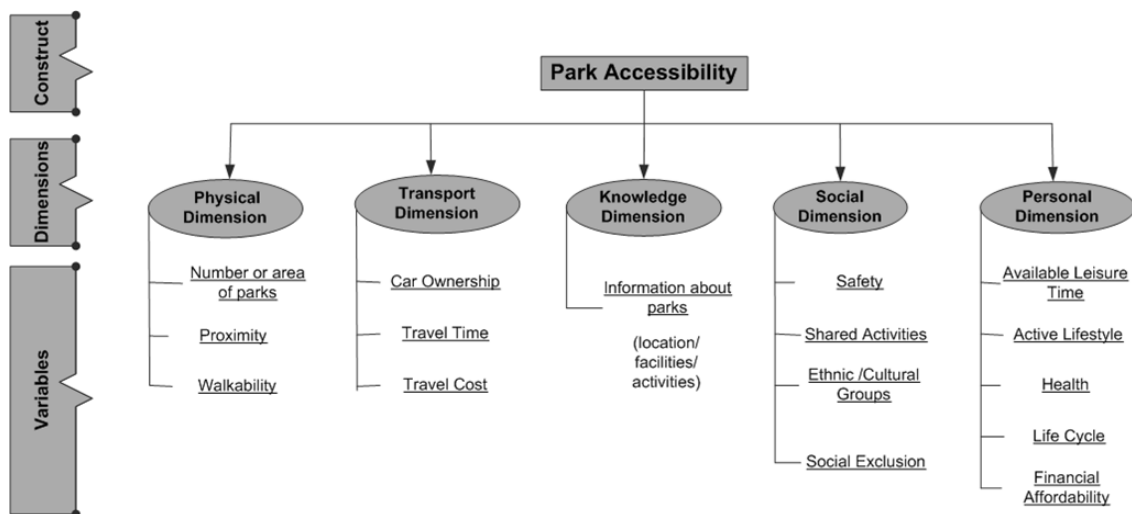 Construct
Park Accessibility
Dimensions
Physical
Dimension
Transport
Dimension
Knowledge
Dimension
Social
Dimension
Personal
Dimension
Variables
Number or area
of parks
Proximity
Walkability
Car Ownership
Travel Time
Travel Cost
Information about
parks
(location/
facilities/
activities)
Safety
Shared Activities
Ethnic /Cultural
Groups
Social Exclusion
Available Leisure
Time
Active Lifestyle
Health
Life Cycle
Financial
Affordability